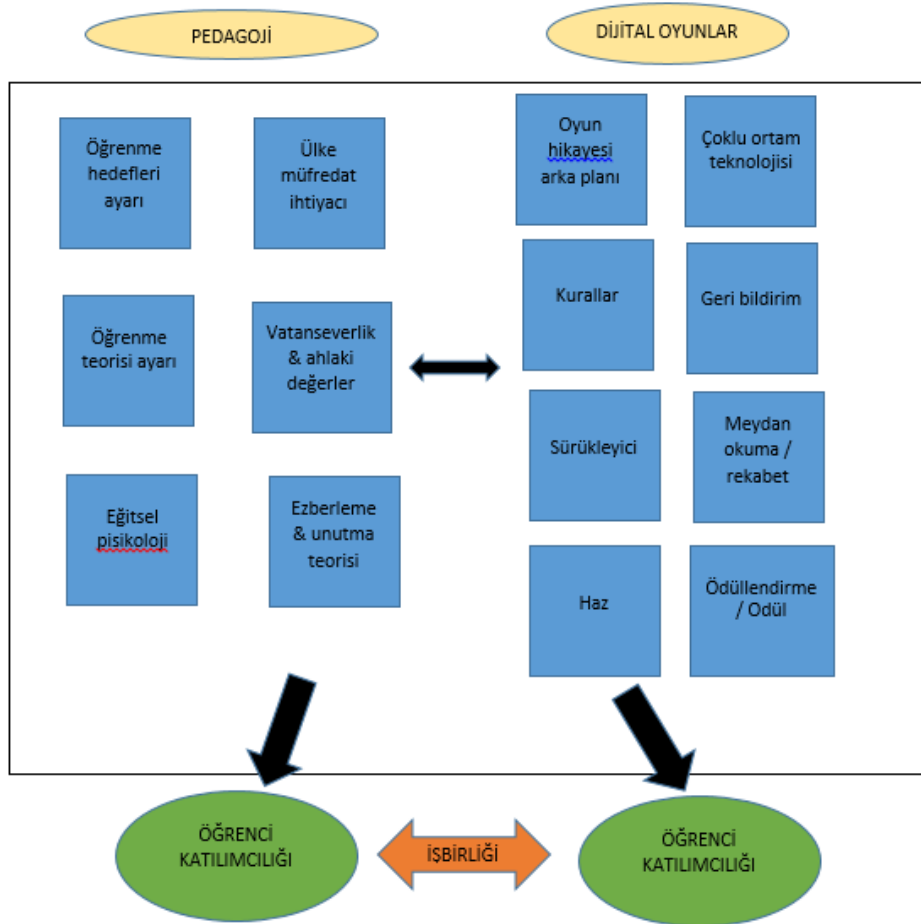 PEDAGOJİ
DİJİTAL OYUNLAR
Öğrenme
hedefleri
ayarı
Ülke
müfredat
ihtiyacı
Oyun
hikayesi
arka planı
Çoklu ortam
teknolojisi
Öğrenme
teorisi ayarı
Vatanseverlik
& ahlaki
değerler
Kurallar
Geri bildirim
Eğitsel
pisikoloji
Ezberleme
& unutma
teorisi
Sürükleyici
Meydan
okuma /
rekabet
Haz
Ödüllendirme
/ Odül
ÖĞRENCİ
KATILIMCILIĞI
İŞBİRLİĞİ
ÖĞRENCİ
KATILIMCILIĞI